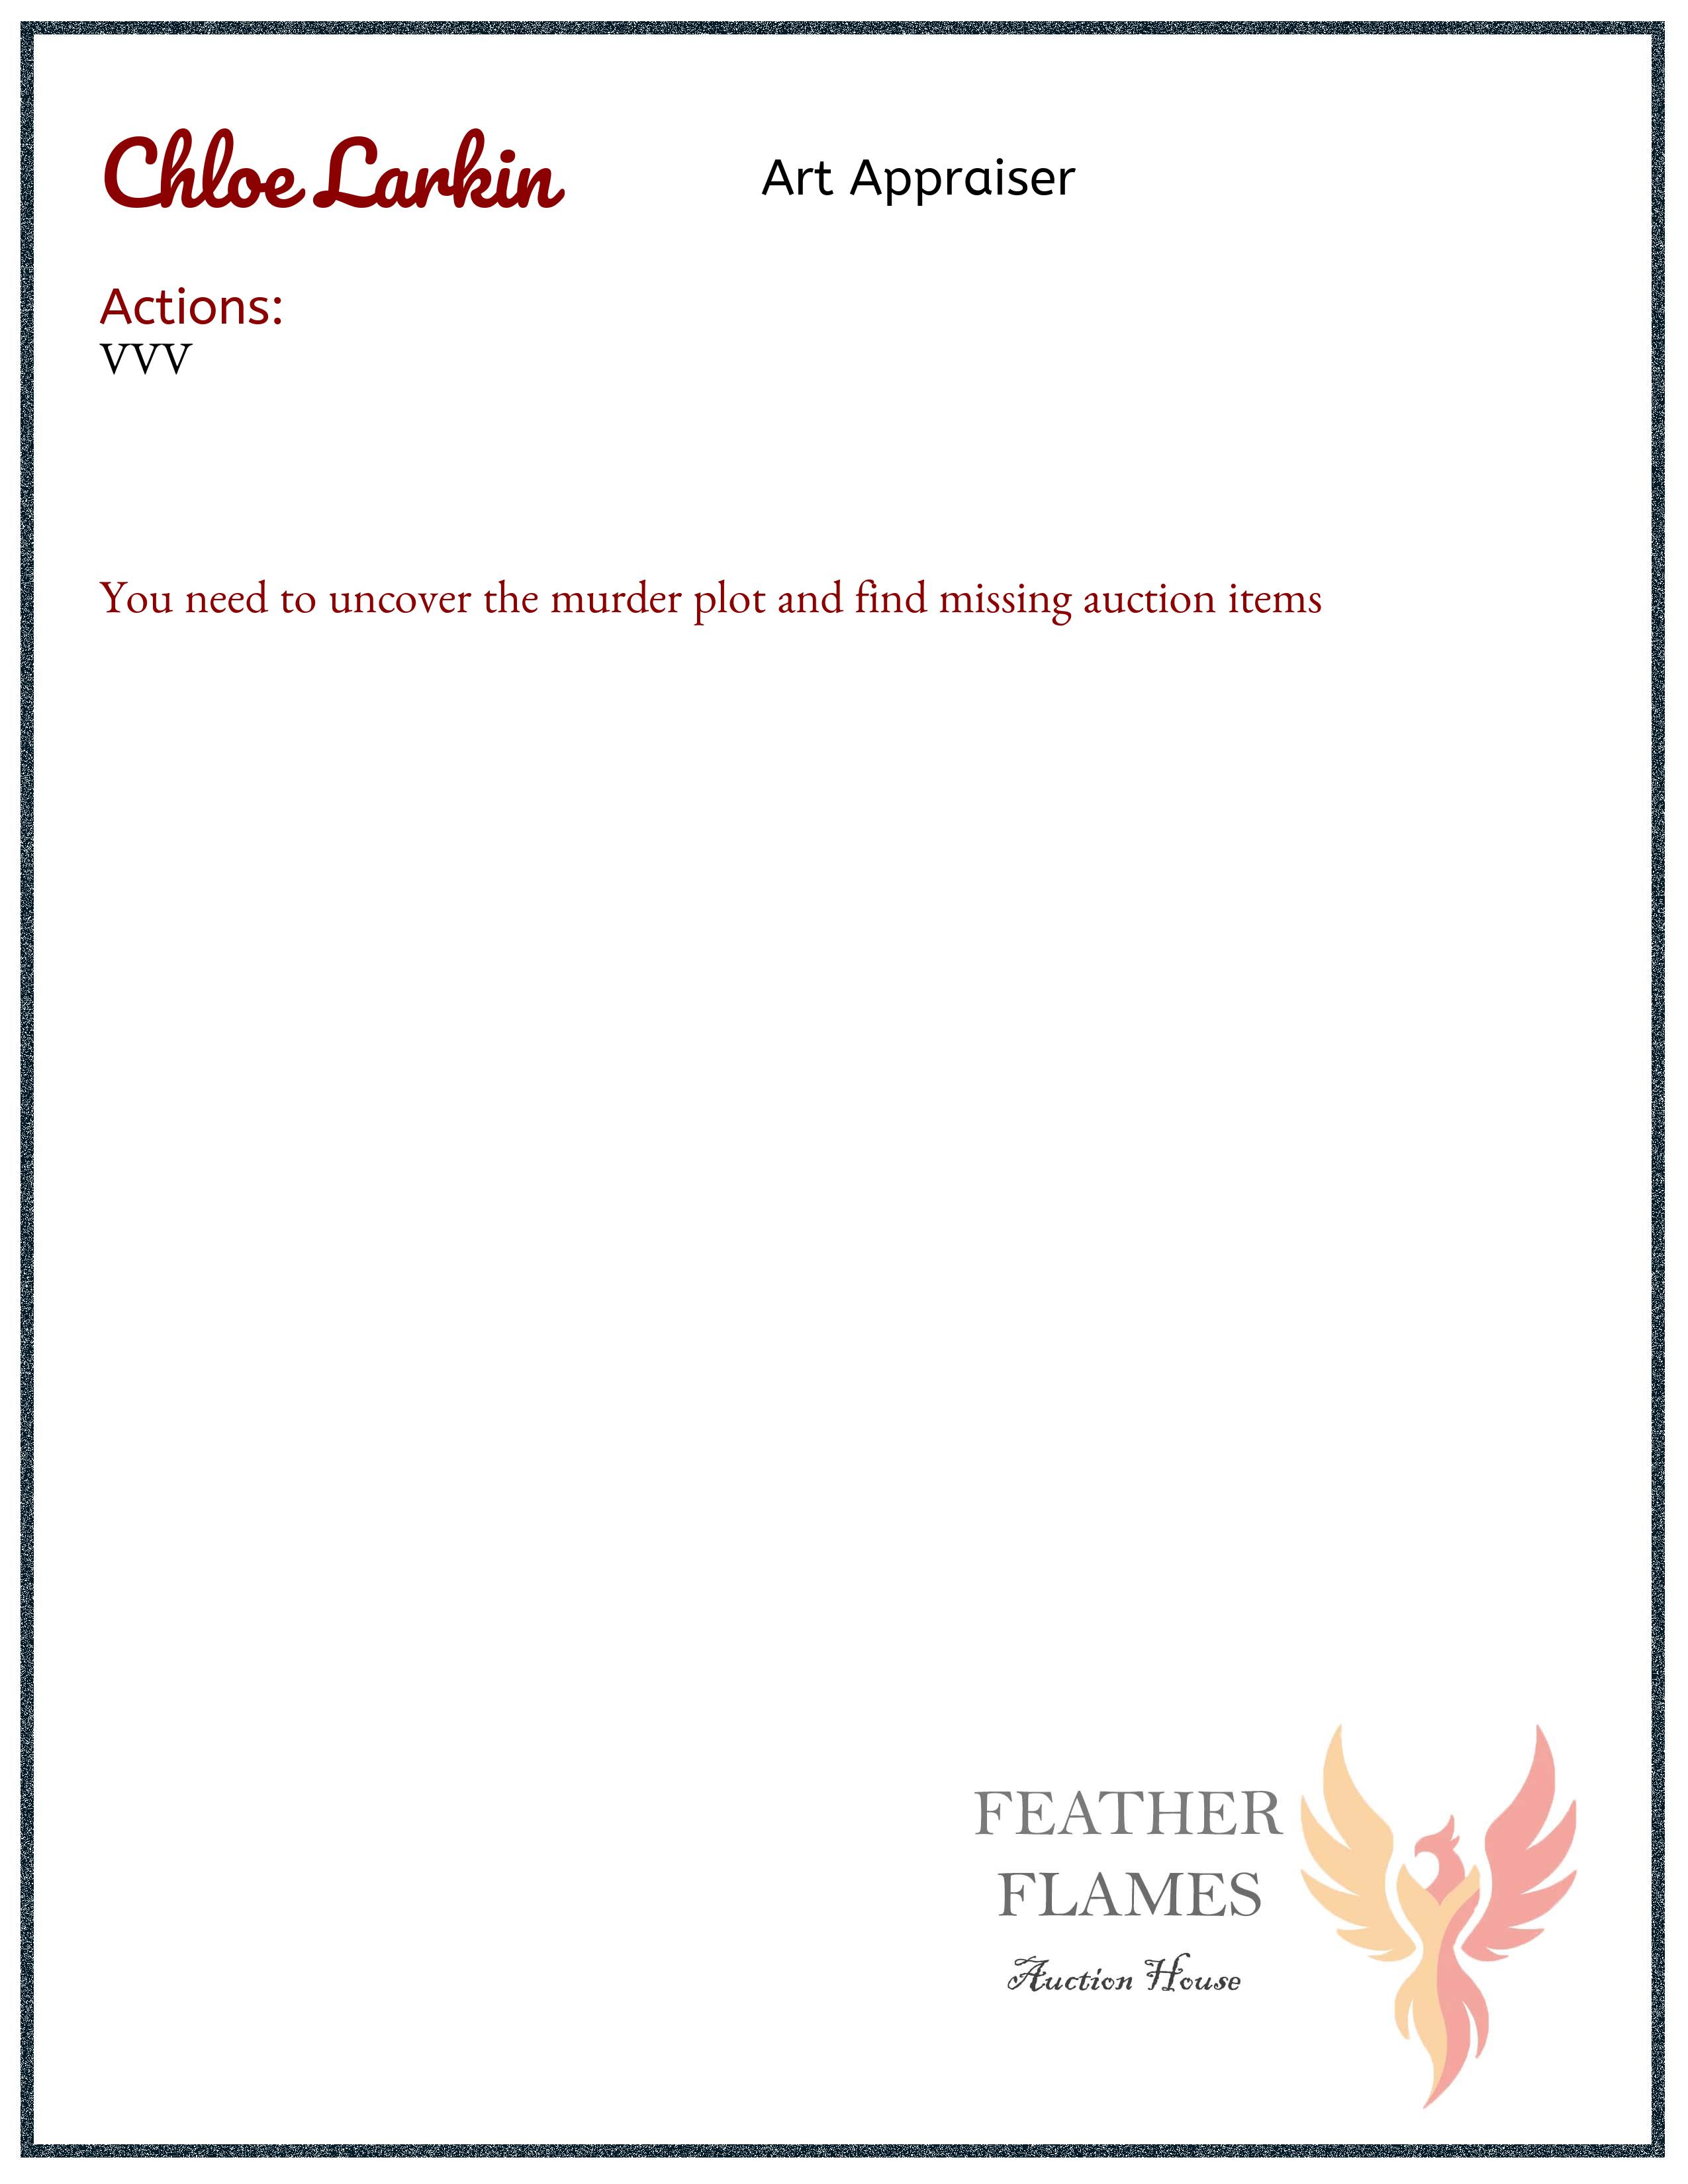 Chloe Larkin Art Appraiser
Actions:
VVV
You need to uncover the murder plot and find missing auction items
FEATHER
FLAMES
Auction House